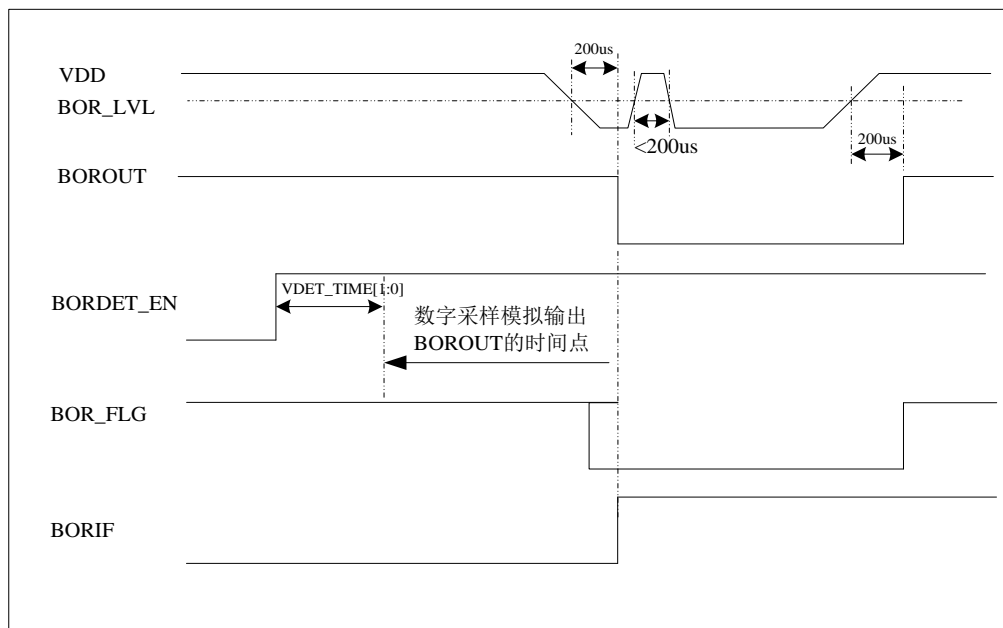 200us
VDD
BOR_LVL
<200us
200us
BOROUT
VDET_TIME[1:0]
BORDET_EN
数字采样模拟输出
BOROUT的时间点
BOR_FLG
BORIF